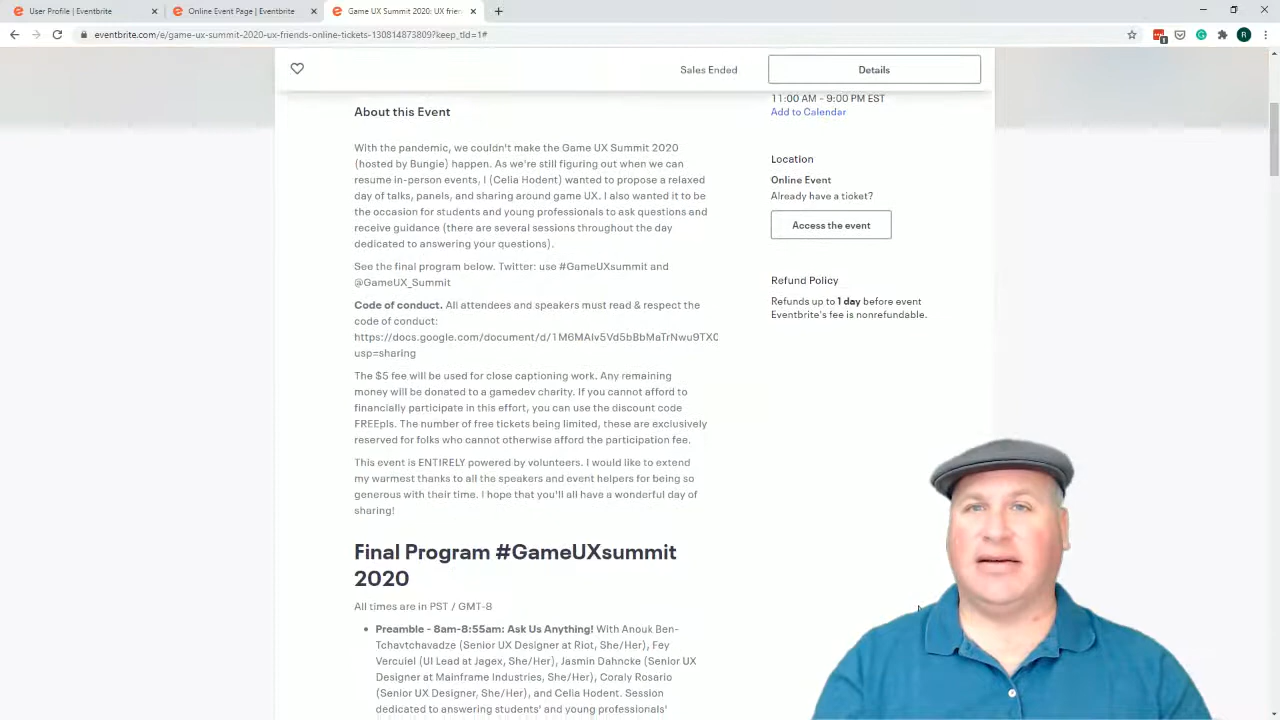 User Profile | Eventbrite
Online Event Page | Eventbrite
Game UX Summit 2020: UX frien
eventbrite.com/e/game-ux-summit-2020-ux-friends-online-tickets-130814873809?keep_tld=1#
1
R
Sales Ended
Details
About this Event
With the pandemic, we couldn't make the Game UX Summit 2020
(hosted by Bungie) happen. As we're still figuring out when we can
resume in-person events, I (Celia Hodent) wanted to propose a relaxed
day of talks, panels, and sharing around game UX. I also wanted it to be
the occasion for students and young professionals to ask questions and
receive guidance (there are several sessions throughout the day
dedicated to answering your questions).
See the final program below. Twitter: use #GameUXsummit and
@GameUX_Summit
Code of conduct. All attendees and speakers must read & respect the
code of conduct:
https://docs.google.com/document/d/1M6MAIv5Vd5bBbMaTrNwu9TXC
usp=sharing
The $5 fee will be used for close captioning work. Any remaining
money will be donated to a gamedev charity. If you cannot afford to
financially participate in this effort, you can use the discount code
FREEpls. The number of free tickets being limited, these are exclusively
reserved for folks who cannot otherwise afford the participation fee.
This event is ENTIRELY powered by volunteers. I would like to extend
my warmest thanks to all the speakers and event helpers for being so
generous with their time. I hope that you'll all have a wonderful day of
sharing!
Final Program #GameUXsummit
2020
All times are in PST / GMT-8
Preamble - 8am-8:55am: Ask Us Anything! With Anouk Ben-
Tchavtchavadze (Senior UX Designer at Riot, She/Her), Fey
Vercuiel (UI Lead at Jagex, She/Her), Jasmin Dahncke (Senior UX
Designer at Mainframe Industries, She/Her), Coraly Rosario
(Senior UX Designer, She/Her), and Celia Hodent. Session
dedicated to answering students' and young professionals'
11:00 AM – 9:00 PM EST
Add to Calendar
Location
Online Event
Already have a ticket?
Access the event
Refund Policy
Refunds up to 1 day before event
Eventbrite's fee is nonrefundable.